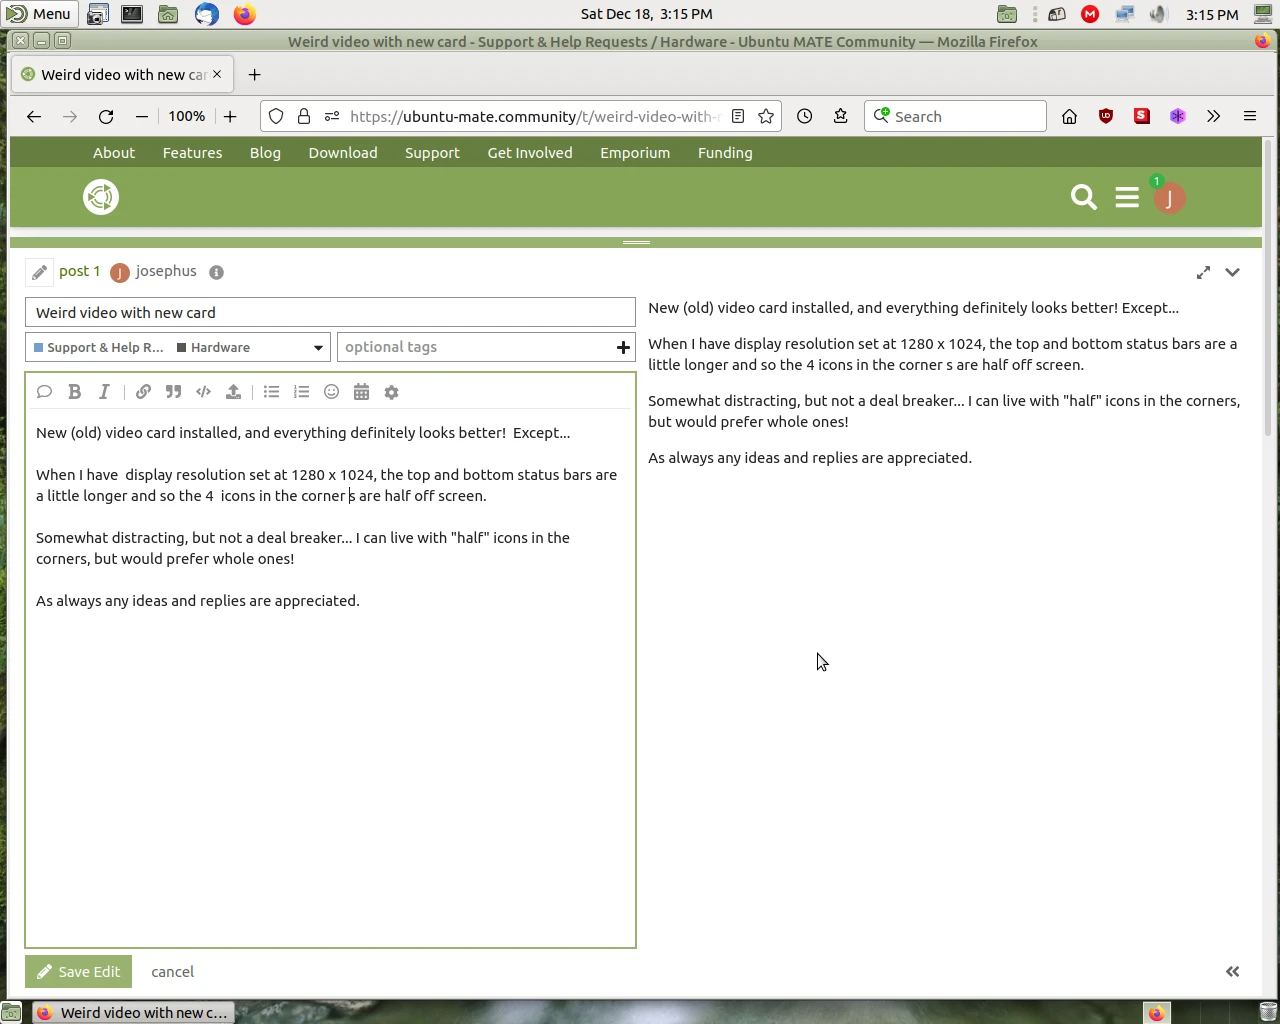 Menu
Sat Dec 18, 3:15 PM
3:15 PM
Weird video with new card - Support & Help Requests / Hardware - Ubuntu MATE Community — Mozilla Firefox
Weird video with new car
100%
https://ubuntu-mate.community/t/weird-video-with-
Search
About Features Blog Download Support Get Involved Emporium Funding
1
J
post 1 J josephus
Weird video with new card
Support & Help R... Hardware
optional tags
New (old) video card installed, and everything definitely looks better!  Except...
When I have  display resolution set at 1280 x 1024, the top and bottom status bars are
a little longer and so the 4  icons in the corner s are half off screen.
Somewhat distracting, but not a deal breaker... I can live with "half" icons in the
corners, but would prefer whole ones!
As always any ideas and replies are appreciated.
New (old) video card installed, and everything definitely looks better! Except...
When I have display resolution set at 1280 x 1024, the top and bottom status bars are a
little longer and so the 4 icons in the corner s are half off screen.
Somewhat distracting, but not a deal breaker... I can live with "half" icons in the corners,
but would prefer whole ones!
As always any ideas and replies are appreciated.
Save Edit
cancel
Weird video with new c...